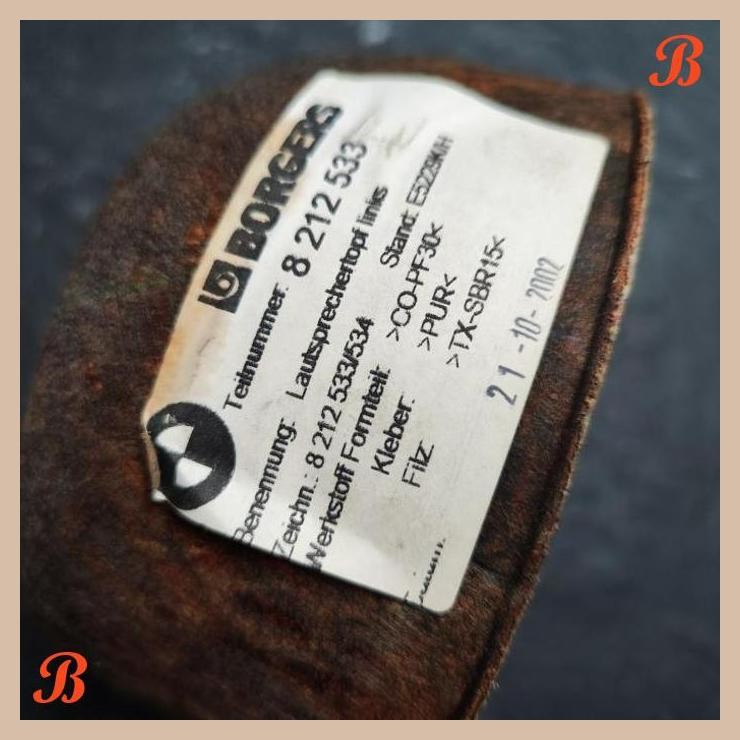 B
BORGERS
Teilnummer: 8 212 533
Benennung: Lautsprechertopf links
Zeichn.: 8 212 533/534 Stand: E5229K/H
Werkstoff Formteil: >CO-PF30<
Kleber: >PUR<
Filz: >TX-SBR15<
21-10-2002
B